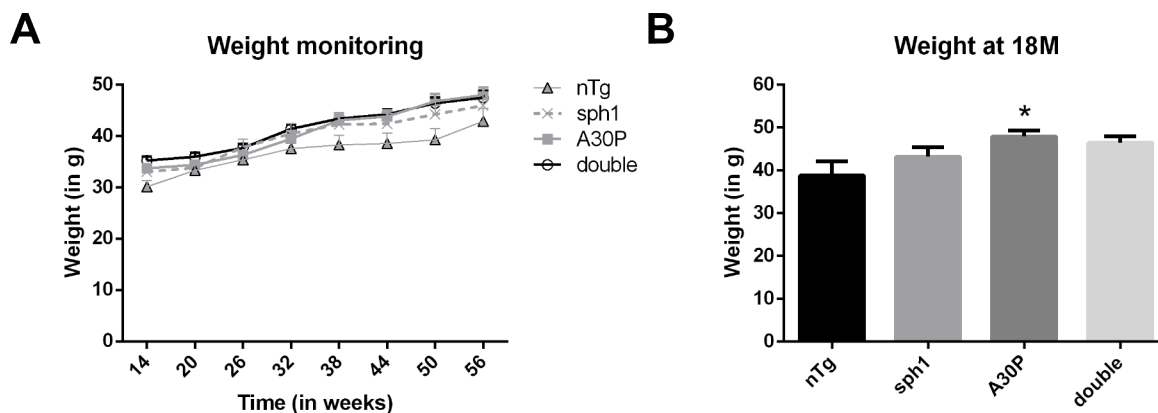 A
Weight monitoring
Weight (in g)
50
40
30
20
10
0
14 20 26 32 38 44 50 56
Time (in weeks)
nTg
sph1
A30P
double
B
Weight at 18M
Weight (in g)
60
50
40
30
20
10
0
*
nTg sph1 A30P double